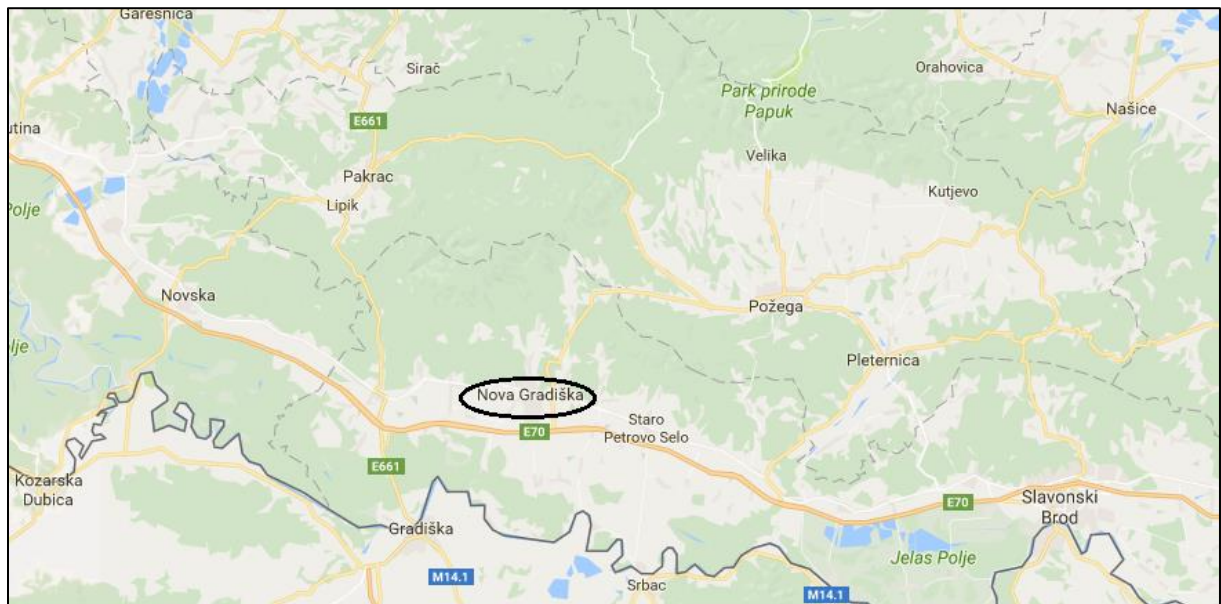 Garešnica
Sirač
Orahovica
Park prirode
Papuk
Našice
E661
utina
Velika
Pakrac
Kutjevo
Lipik
Polje
Novska
Požega
lje
Pleternica
Nova Gradiška
Staro
Petrovo Selo
E70
E661
Kozarska
Dubica
Slavonski
Brod
E70
Gradiška
Jelas Polje
M14.1
Srbac
M14.1